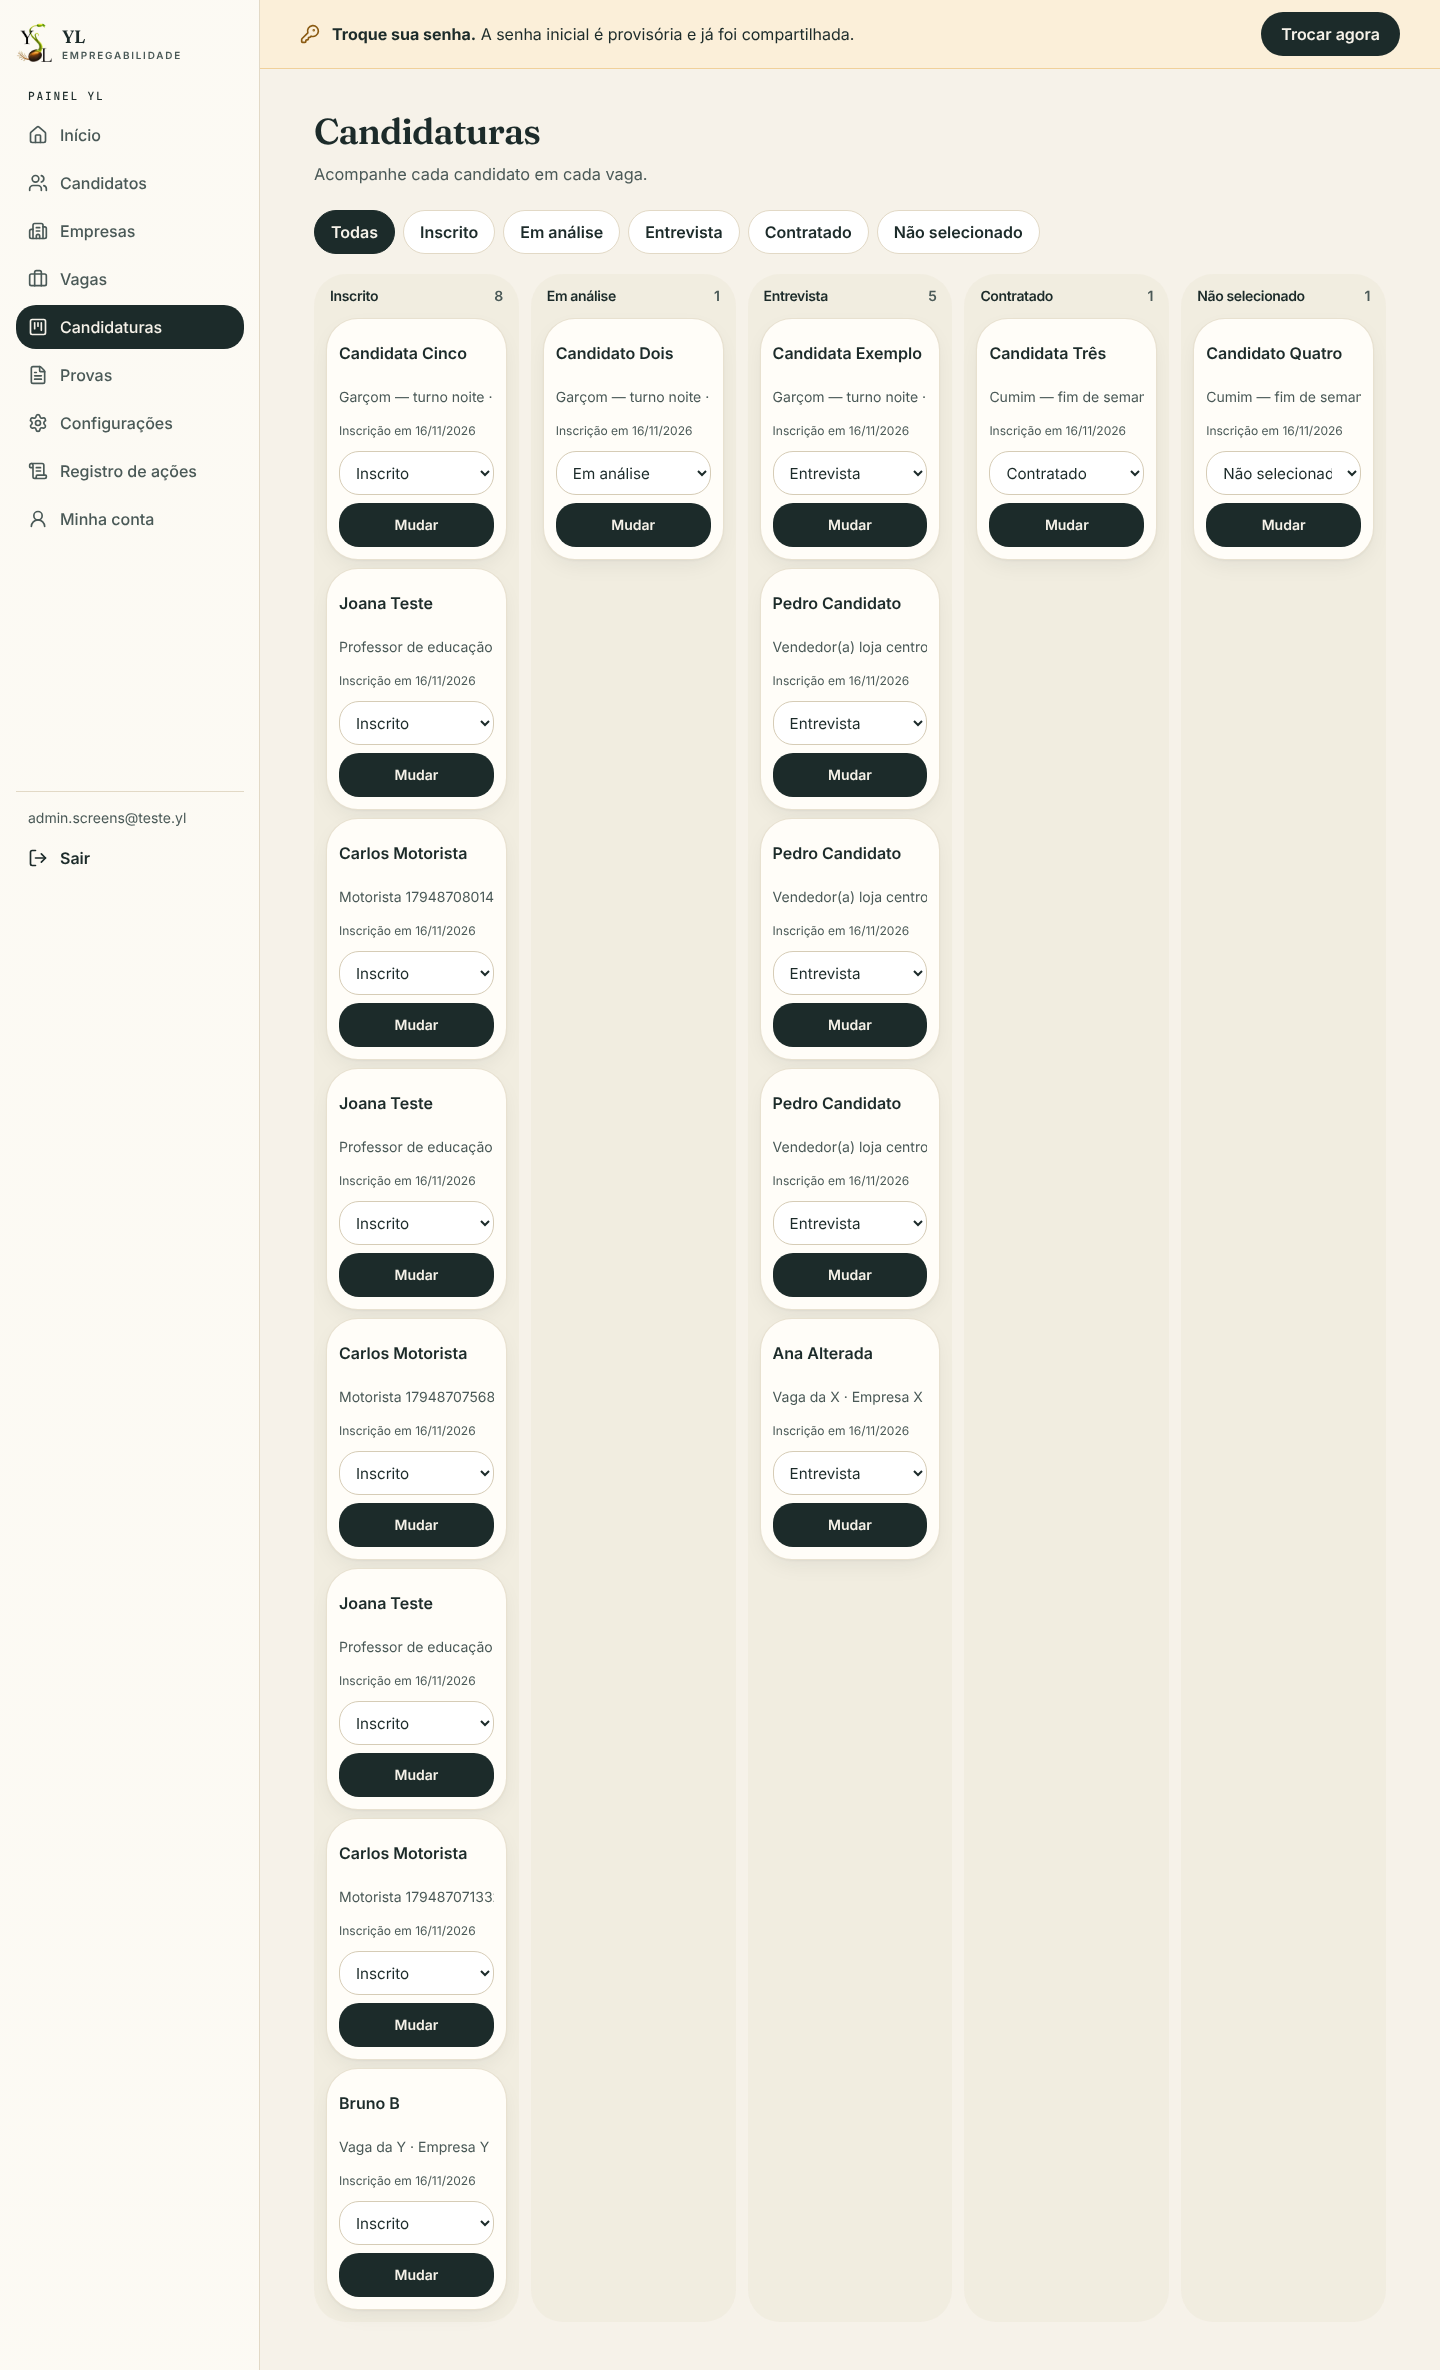 YL
EMPREGABILIDADE
PAINEL YL
Início
Candidatos
Empresas
Vagas
Candidaturas
Provas
Configurações
Registro de ações
Minha conta
admin.screens@teste.yl
Sair
Troque sua senha. A senha inicial é provisória e já foi compartilhada.
Trocar agora
Candidaturas
Acompanhe cada candidato em cada vaga.
Todas
Inscrito
Em análise
Entrevista
Contratado
Não selecionado
Inscrito 8
Candidata Cinco
Garçom — turno noite ·
Inscrição em 16/11/2026
Inscrito
Mudar
Joana Teste
Professor de educação
Inscrição em 16/11/2026
Inscrito
Mudar
Carlos Motorista
Motorista 17948708014
Inscrição em 16/11/2026
Inscrito
Mudar
Joana Teste
Professor de educação
Inscrição em 16/11/2026
Inscrito
Mudar
Carlos Motorista
Motorista 17948707568
Inscrição em 16/11/2026
Inscrito
Mudar
Joana Teste
Professor de educação
Inscrição em 16/11/2026
Inscrito
Mudar
Carlos Motorista
Motorista 1794870713
Inscrição em 16/11/2026
Inscrito
Mudar
Bruno B
Vaga da Y · Empresa Y
Inscrição em 16/11/2026
Inscrito
Mudar
Em análise 1
Candidato Dois
Garçom — turno noite ·
Inscrição em 16/11/2026
Em análise
Mudar
Entrevista 5
Candidata Exemplo
Garçom — turno noite ·
Inscrição em 16/11/2026
Entrevista
Mudar
Pedro Candidato
Vendedor(a) loja centro
Inscrição em 16/11/2026
Entrevista
Mudar
Pedro Candidato
Vendedor(a) loja centro
Inscrição em 16/11/2026
Entrevista
Mudar
Pedro Candidato
Vendedor(a) loja centro
Inscrição em 16/11/2026
Entrevista
Mudar
Ana Alterada
Vaga da X · Empresa X
Inscrição em 16/11/2026
Entrevista
Mudar
Contratado 1
Candidata Três
Cumim — fim de semar
Inscrição em 16/11/2026
Contratado
Mudar
Não selecionado 1
Candidato Quatro
Cumim — fim de semar
Inscrição em 16/11/2026
Não selecionad
Mudar